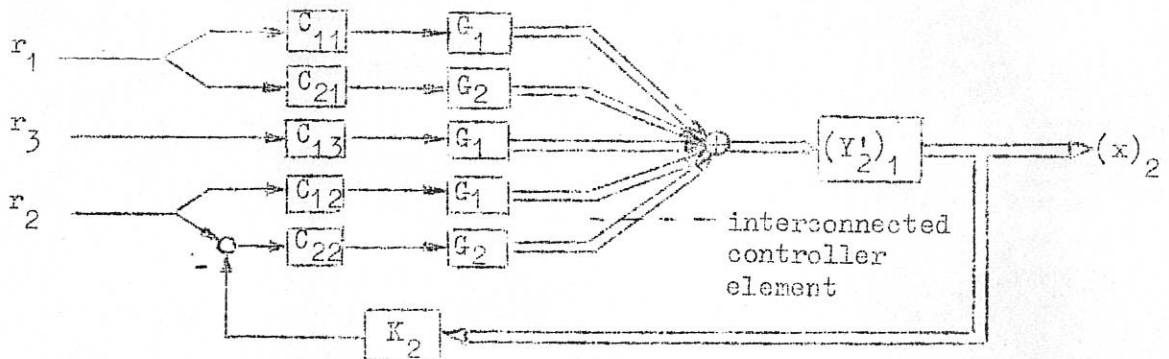 r₁ C₁₁ G₁
C₂₁ G₂
r₃ C₁₃ G₁ + (Y'₂)₁ (x)₂
r₂ C₁₂ G₁
C₂₂ G₂
-
interconnected
controller
element
K₂